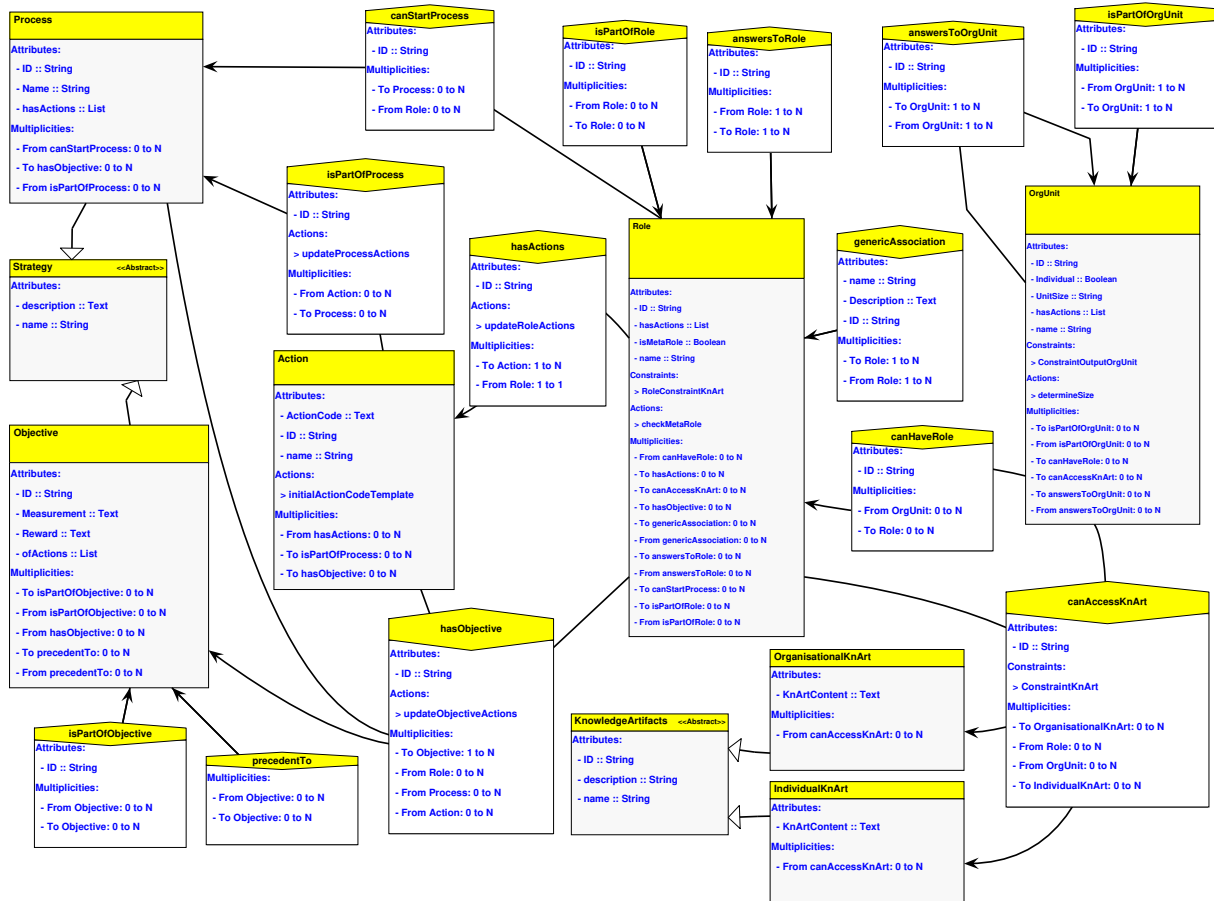 Process
Attributes:
- ID :: String
- Name :: String
- hasActions :: List
Multiplicities:
- From canStartProcess: 0 to N
- To hasObjective: 0 to N
- From isPartOfProcess: 0 to N
canStartProcess
Attributes:
- ID :: String
Multiplicities:
- To Process: 0 to N
- From Role: 0 to N
isPartOfRole
Attributes:
- ID :: String
Multiplicities:
- From Role: 0 to N
- To Role: 0 to N
answersToRole
Attributes:
- ID :: String
Multiplicities:
- From Role: 1 to N
- To Role: 1 to N
answersToOrgUnit
Attributes:
- ID :: String
Multiplicities:
- To OrgUnit: 1 to N
- From OrgUnit: 1 to N
isPartOfOrgUnit
Attributes:
- ID :: String
Multiplicities:
- From OrgUnit: 1 to N
- To OrgUnit: 1 to N
isPartOfProcess
Attributes:
- ID :: String
Actions:
> updateProcessActions
Multiplicities:
- From Action: 0 to N
- To Process: 0 to N
hasActions
Attributes:
- ID :: String
Actions:
> updateRoleActions
Multiplicities:
- To Action: 1 to N
- From Role: 1 to 1
Role
Attributes:
- ID :: String
- hasActions :: List
- isMetaRole :: Boolean
- name :: String
Constraints:
> RoleConstraintKnArt
Actions:
> checkMetaRole
Multiplicities:
- From canHaveRole: 0 to N
- To hasActions: 0 to N
- To canAccessKnArt: 0 to N
- To hasObjective: 0 to N
- To genericAssociation: 0 to N
- From genericAssociation: 0 to N
- To answersToRole: 0 to N
- From answersToRole: 0 to N
- To canStartProcess: 0 to N
- To isPartOfRole: 0 to N
- From isPartOfRole: 0 to N
genericAssociation
Attributes:
- name :: String
- Description :: Text
- ID :: String
Multiplicities:
- To Role: 1 to N
- From Role: 1 to N
OrgUnit
Attributes:
- ID :: String
- Individual :: Boolean
- UnitSize :: String
- hasActions :: List
- name :: String
Constraints:
> ConstraintOutputOrgUnit
Actions:
> determineSize
Multiplicities:
- To isPartOfOrgUnit: 0 to N
- From isPartOfOrgUnit: 0 to N
- To canHaveRole: 0 to N
- To canAccessKnArt: 0 to N
- To answersToOrgUnit: 0 to N
- From answersToOrgUnit: 0 to N
Strategy <<Abstract>>
Attributes:
- description :: Text
- name :: String
Action
Attributes:
- ActionCode :: Text
- ID :: String
- name :: String
Actions:
> initialActionCodeTemplate
Multiplicities:
- From hasActions: 0 to N
- To isPartOfProcess: 0 to N
- To hasObjective: 0 to N
canHaveRole
Attributes:
- ID :: String
Multiplicities:
- From OrgUnit: 0 to N
- To Role: 0 to N
Objective
Attributes:
- ID :: String
- Measurement :: Text
- Reward :: Text
- ofActions :: List
Multiplicities:
- To isPartOfObjective: 0 to N
- From isPartOfObjective: 0 to N
- From hasObjective: 0 to N
- To precedentTo: 0 to N
- From precedentTo: 0 to N
hasObjective
Attributes:
- ID :: String
Actions:
> updateObjectiveActions
Multiplicities:
- To Objective: 1 to N
- From Role: 0 to N
- From Process: 0 to N
- From Action: 0 to N
canAccessKnArt
Attributes:
- ID :: String
Constraints:
> ConstraintKnArt
Multiplicities:
- To OrganisationalKnArt: 0 to N
- From Role: 0 to N
- From OrgUnit: 0 to N
- To IndividualKnArt: 0 to N
OrganisationalKnArt
Attributes:
- KnArtContent :: Text
Multiplicities:
- From canAccessKnArt: 0 to N
KnowledgeArtifacts <<Abstract>>
Attributes:
- ID :: String
- description :: String
- name :: String
isPartOfObjective
Attributes:
- ID :: String
Multiplicities:
- From Objective: 0 to N
- To Objective: 0 to N
precedentTo
Multiplicities:
- From Objective: 0 to N
- To Objective: 0 to N
IndividualKnArt
Attributes:
- KnArtContent :: Text
Multiplicities:
- From canAccessKnArt: 0 to N